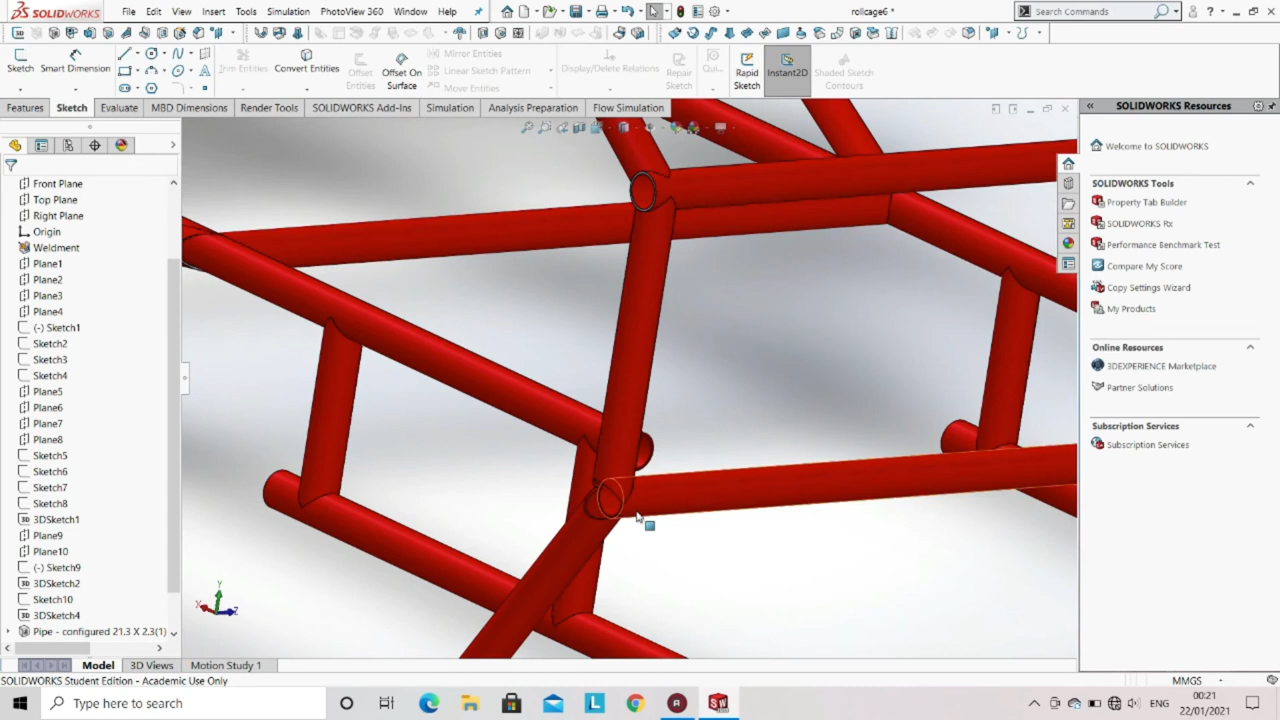 SOLIDWORKS File Edit View Insert Tools Simulation PhotoView 360 Window Help rollcage6 * Search Commands
Sketch Smart Dimension Trim Entities Convert Entities Offset Entities Offset On Surface Mirror Entities Linear Sketch Pattern Move Entities Display/Delete Relations Repair Sketch Qui... Rapid Sketch Instant2D Shaded Sketch Contours
Features Sketch Evaluate MBD Dimensions Render Tools SOLIDWORKS Add-Ins Simulation Analysis Preparation Flow Simulation
SOLIDWORKS Resources
Welcome to SOLIDWORKS
SOLIDWORKS Tools
Property Tab Builder
SOLIDWORKS Rx
Performance Benchmark Test
Compare My Score
Copy Settings Wizard
My Products
Online Resources
3DEXPERIENCE Marketplace
Partner Solutions
Subscription Services
Subscription Services
Front Plane
Top Plane
Right Plane
Origin
Weldment
Plane1
Plane2
Plane3
Plane4
(-) Sketch1
Sketch2
Sketch3
Sketch4
Plane5
Plane6
Plane7
Plane8
Sketch5
Sketch6
Sketch7
Sketch8
3DSketch1
Plane9
Plane10
(-) Sketch9
3DSketch2
Sketch10
3DSketch4
Pipe - configured 21.3 X 2.3(1)
Y
X
Z
Model 3D Views Motion Study 1
SOLIDWORKS Student Edition - Academic Use Only MMGS
Type here to search ENG 00:21
22/01/2021